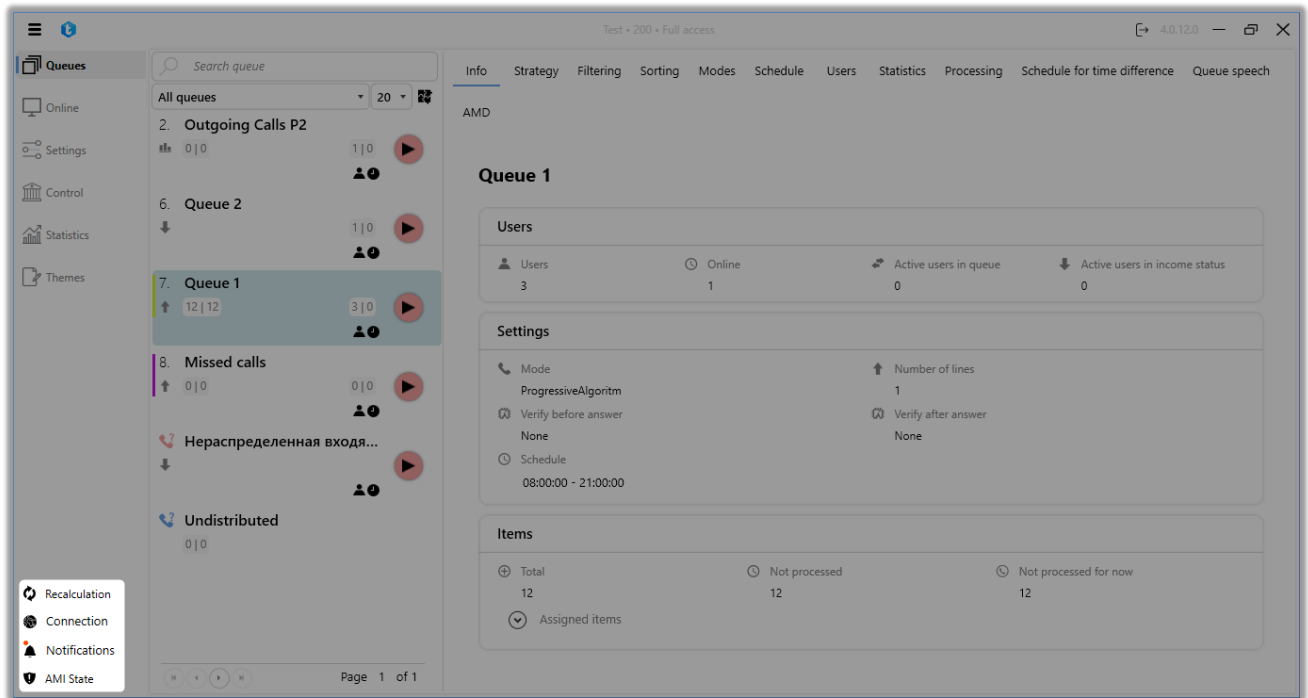 Test • 200 • Full access
4.0.12.0
Queues
Online
Settings
Control
Statistics
Themes
Recalculation
Connection
Notifications
AMI State
Search queue
All queues
20
2. Outgoing Calls P2
0|0 1|0
6. Queue 2
1|0
7. Queue 1
12|12 3|0
8. Missed calls
0|0 0|0
Нераспределенная входя...
Undistributed
0|0
Page 1 of 1
Info Strategy Filtering Sorting Modes Schedule Users Statistics Processing Schedule for time difference Queue speech
AMD
Queue 1
Users
Users Online Active users in queue Active users in income status
3 1 0 0
Settings
Mode Number of lines
ProgressiveAlgoritm 1
Verify before answer Verify after answer
None None
Schedule
08:00:00 - 21:00:00
Items
Total Not processed Not processed for now
12 12 12
Assigned items